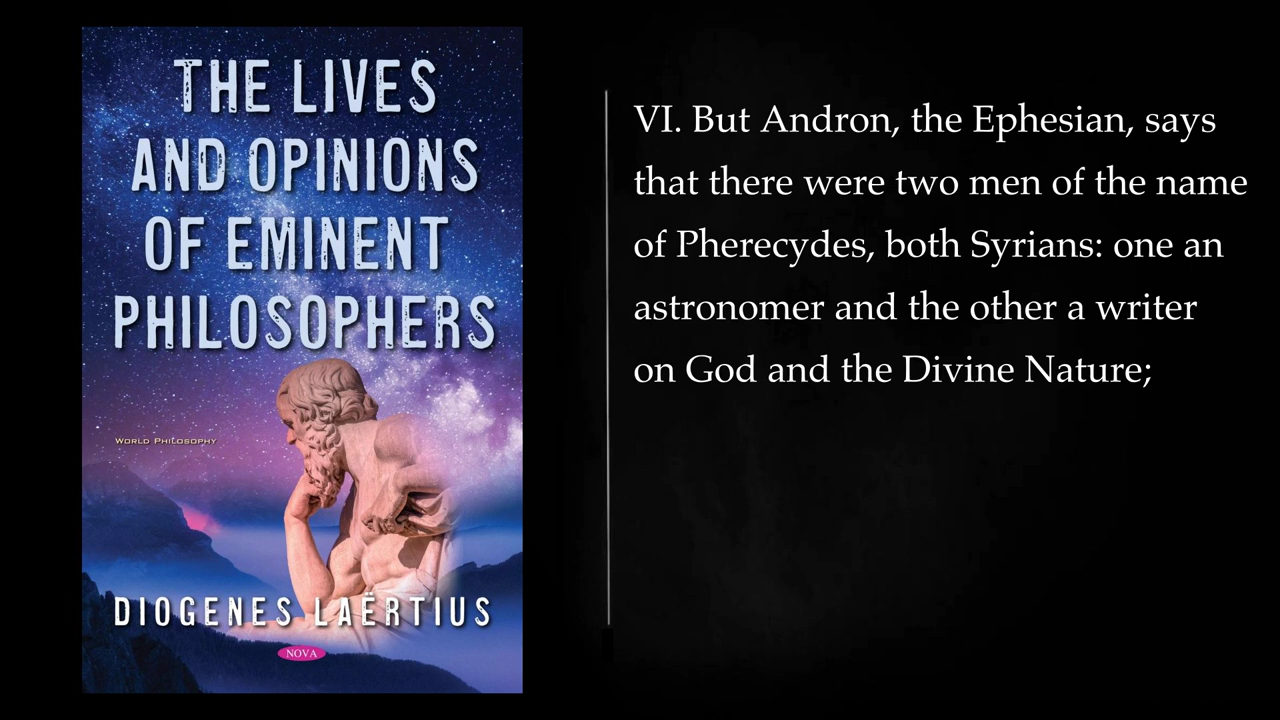 THE LIVES
AND OPINIONS
OF EMINENT
PHILOSOPHERS
WORLD PHILOSOPHY
DIOGENES LAËRTIUS
NOVA
VI. But Andron, the Ephesian, says
that there were two men of the name
of Pherecydes, both Syrians: one an
astronomer and the other a writer
on God and the Divine Nature;